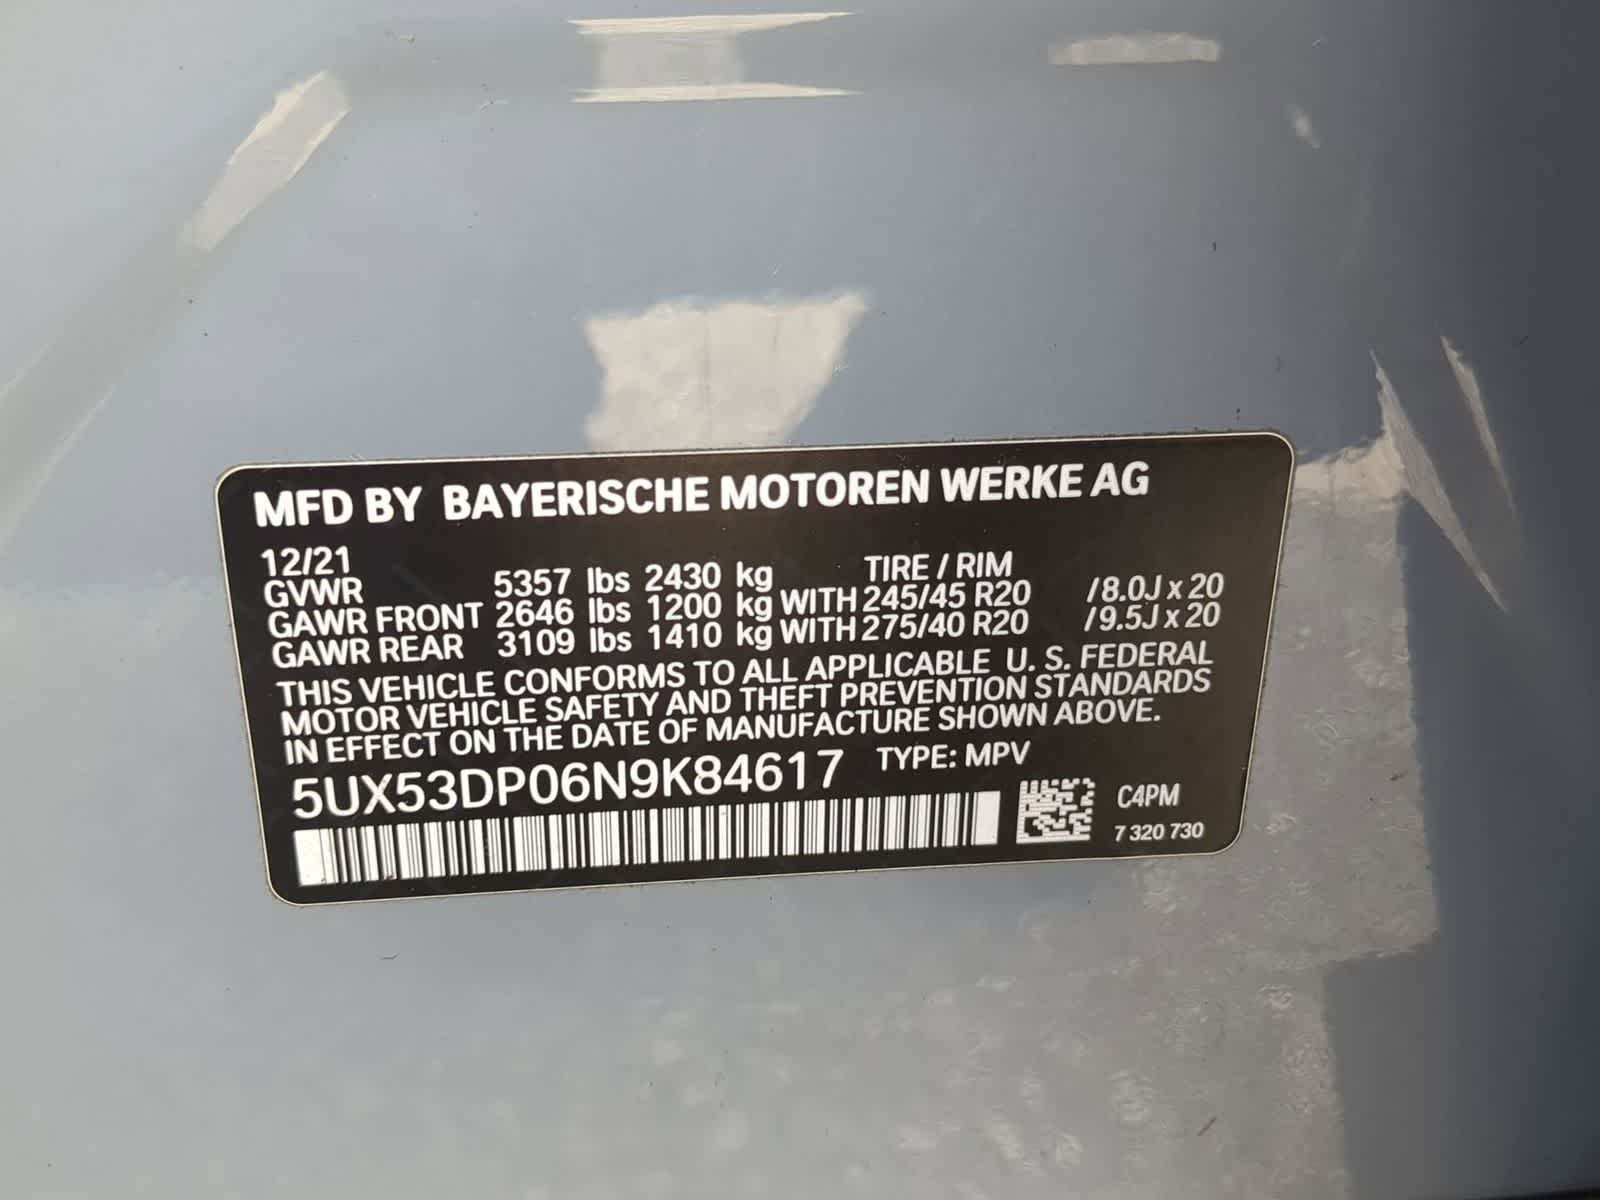 MFD BY BAYERISCHE MOTOREN WERKE AG
12/21 TIRE / RIM
GVWR 5357 lbs 2430 kg
GAWR FRONT 2646 lbs 1200 kg WITH 245/45 R20 /8.0J x 20
GAWR REAR 3109 lbs 1410 kg WITH 275/40 R20 /9.5J x 20
THIS VEHICLE CONFORMS TO ALL APPLICABLE U. S. FEDERAL
MOTOR VEHICLE SAFETY AND THEFT PREVENTION STANDARDS
IN EFFECT ON THE DATE OF MANUFACTURE SHOWN ABOVE.
5UX53DP06N9K84617 TYPE: MPV
C4PM
7 320 730